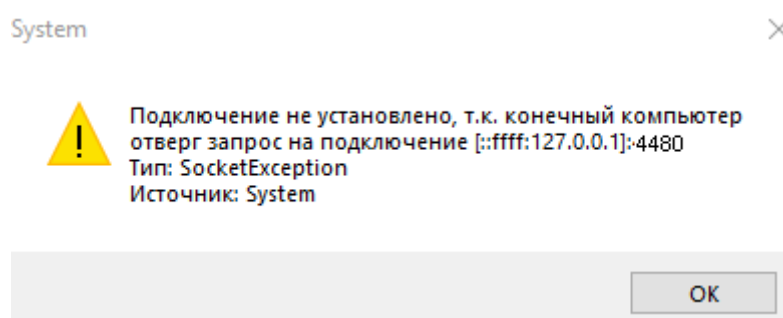 System
Подключение не установлено, т.к. конечный компьютер
отверг запрос на подключение [::ffff:127.0.0.1]:4480
Тип: SocketException
Источник: System
OK